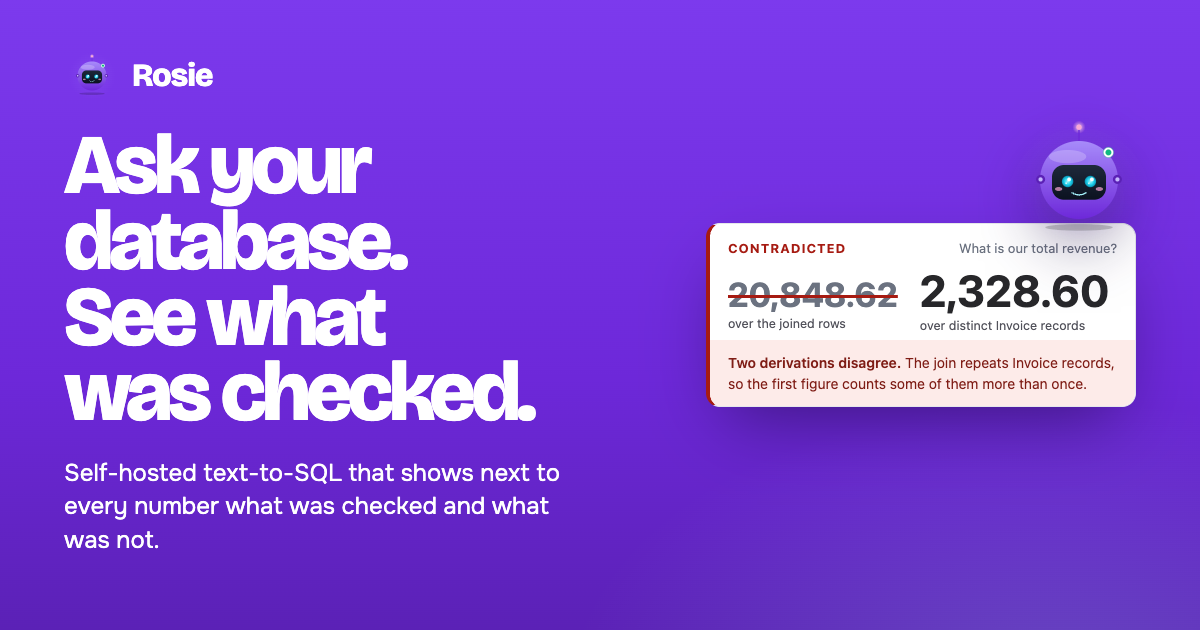 Rosie
Ask your
database.
See what
was checked.
Self-hosted text-to-SQL that shows next to
every number what was checked and what
was not.
CONTRADICTED
What is our total revenue?
20,848.62
2,328.60
over the joined rows
over distinct Invoice records
Two derivations disagree. The join repeats Invoice records,
so the first figure counts some of them more than once.